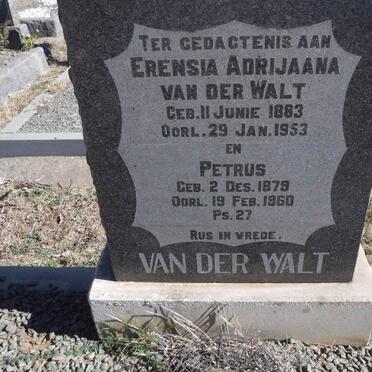 TER GEDACTENIS AAN
ERENSIA ADRIJAANA
VAN DER WALT
GEB. 11 JUNIE 1883
OORL. 29 JAN. 1953
EN
PETRUS
GEB. 2 DES. 1879
OORL. 19 FEB. 1960
PS. 27
RUS IN VREDE.
VAN DER WALT